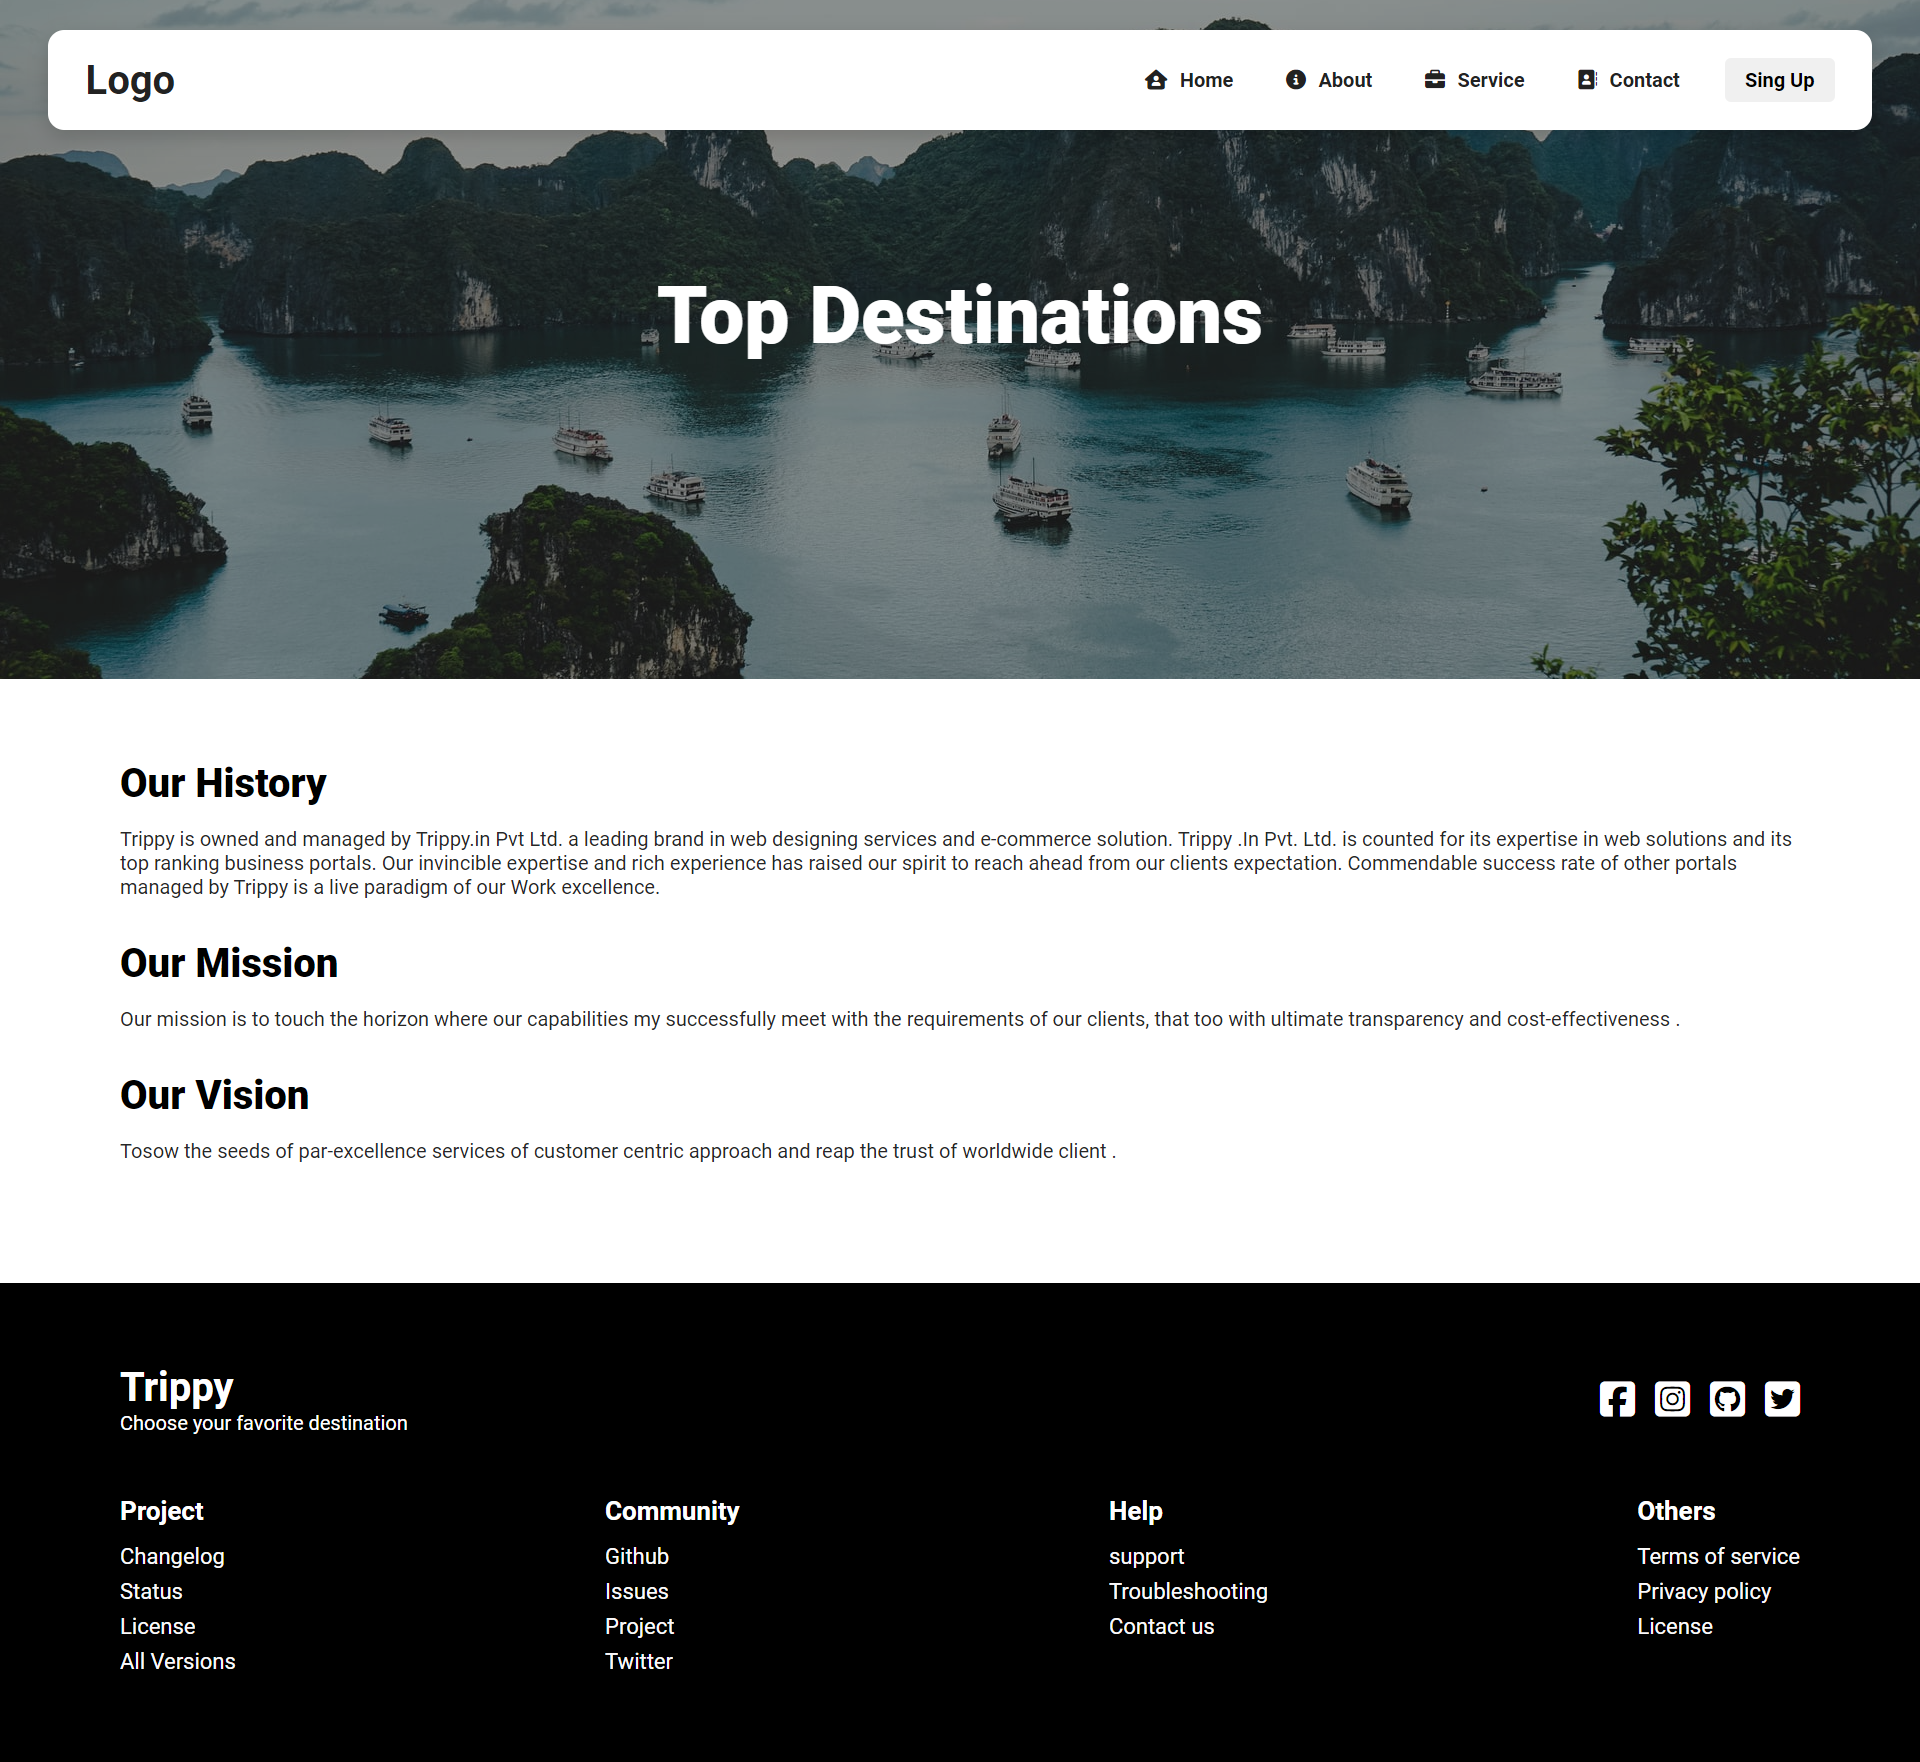 Logo
Home
About
Service
Contact
Sing Up
Top Destinations
Our History
Trippy is owned and managed by Trippy.in Pvt Ltd. a leading brand in web designing services and e-commerce solution. Trippy .In Pvt. Ltd. is counted for its expertise in web solutions and its
top ranking business portals. Our invincible expertise and rich experience has raised our spirit to reach ahead from our clients expectation. Commendable success rate of other portals
managed by Trippy is a live paradigm of our Work excellence.
Our Mission
Our mission is to touch the horizon where our capabilities my successfully meet with the requirements of our clients, that too with ultimate transparency and cost-effectiveness .
Our Vision
Tosow the seeds of par-excellence services of customer centric approach and reap the trust of worldwide client .
Trippy
Choose your favorite destination
Project
Changelog
Status
License
All Versions
Community
Github
Issues
Project
Twitter
Help
support
Troubleshooting
Contact us
Others
Terms of service
Privacy policy
License